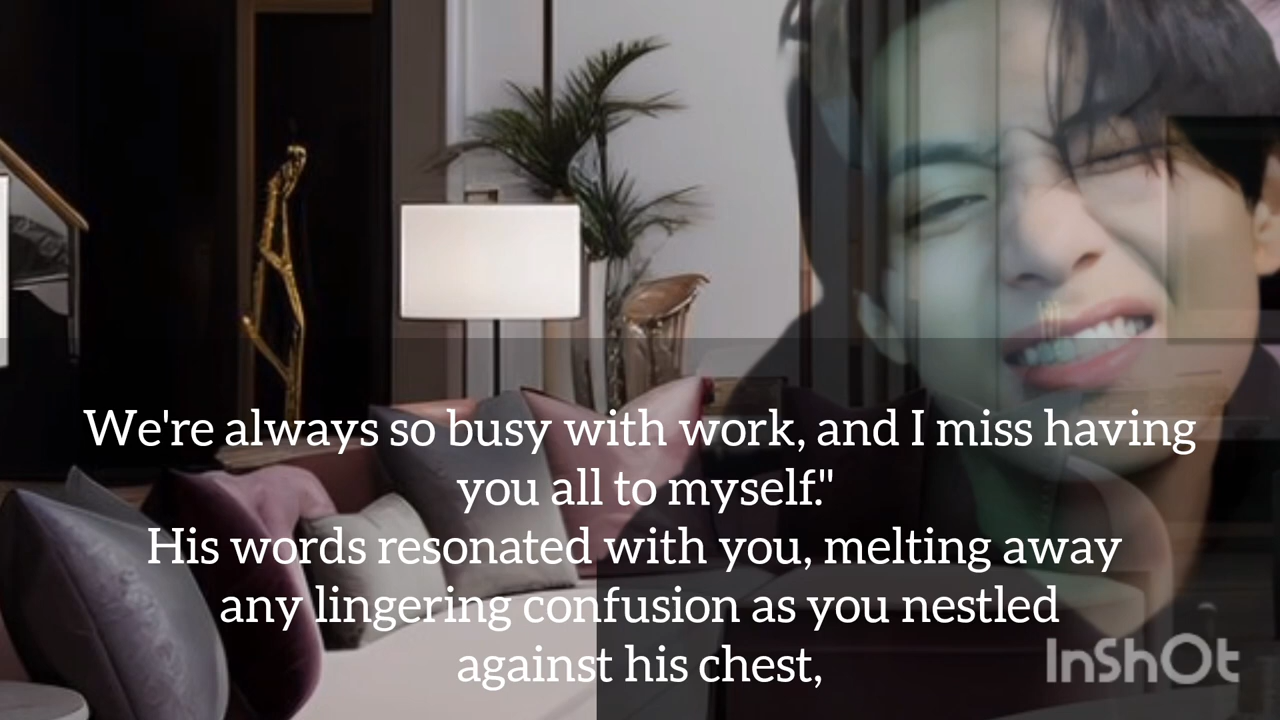 We're always so busy with work, and I miss having
you all to myself."
His words resonated with you, melting away
any lingering confusion as you nestled
against his chest,
InShOt